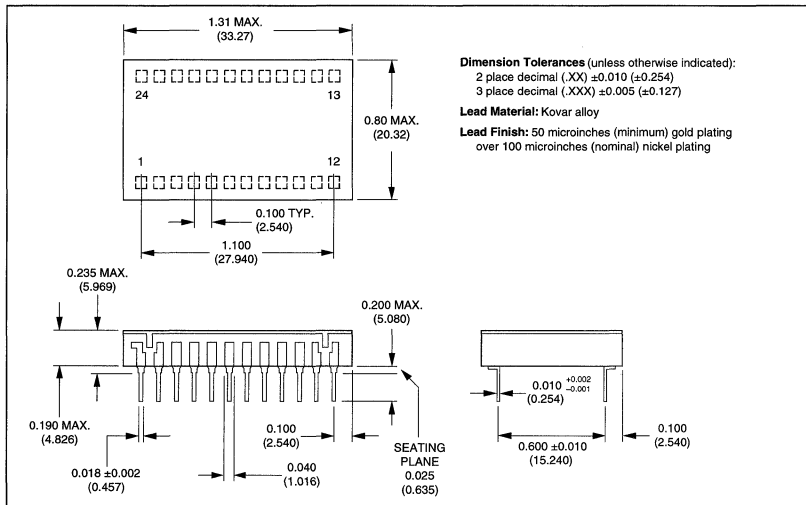 1.31 MAX.
(33.27)
24
13
1
12
0.80 MAX.
(20.32)
0.100 TYP.
(2.540)
1.100
(27.940)
Dimension Tolerances (unless otherwise indicated):
2 place decimal (.XX) ±0.010 (±0.254)
3 place decimal (.XXX) ±0.005 (±0.127)
Lead Material: Kovar alloy
Lead Finish: 50 microinches (minimum) gold plating
over 100 microinches (nominal) nickel plating
0.235 MAX.
(5.969)
0.200 MAX.
(5.080)
0.190 MAX.
(4.826)
0.018 ±0.002
(0.457)
0.100
(2.540)
0.040
(1.016)
SEATING
PLANE
0.025
(0.635)
0.010 +0.002 −0.001
(0.254)
0.600 ±0.010
(15.240)
0.100
(2.540)